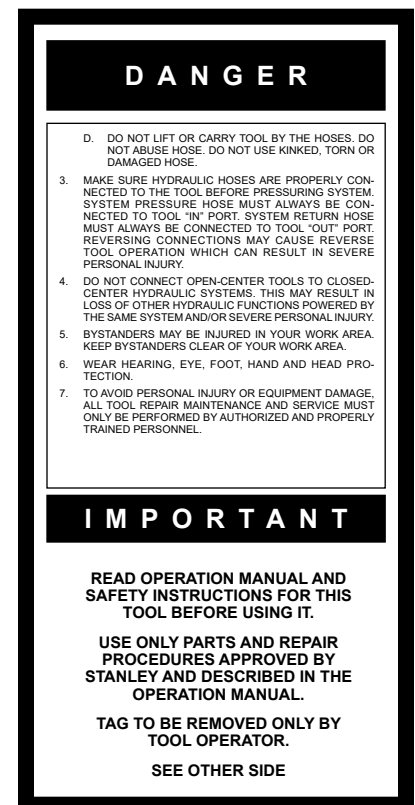 DANGER
D. DO NOT LIFT OR CARRY TOOL BY THE HOSES. DO
NOT ABUSE HOSE. DO NOT USE KINKED, TORN OR
DAMAGED HOSE.
3. MAKE SURE HYDRAULIC HOSES ARE PROPERLY CON-
NECTED TO THE TOOL BEFORE PRESSURING SYSTEM.
SYSTEM PRESSURE HOSE MUST ALWAYS BE CON-
NECTED TO TOOL “IN” PORT. SYSTEM RETURN HOSE
MUST ALWAYS BE CONNECTED TO TOOL “OUT” PORT.
REVERSING CONNECTIONS MAY CAUSE REVERSE
TOOL OPERATION WHICH CAN RESULT IN SEVERE
PERSONAL INJURY.
4. DO NOT CONNECT OPEN-CENTER TOOLS TO CLOSED-
CENTER HYDRAULIC SYSTEMS. THIS MAY RESULT IN
LOSS OF OTHER HYDRAULIC FUNCTIONS POWERED BY
THE SAME SYSTEM AND/OR SEVERE PERSONAL INJURY.
5. BYSTANDERS MAY BE INJURED IN YOUR WORK AREA.
KEEP BYSTANDERS CLEAR OF YOUR WORK AREA.
6. WEAR HEARING, EYE, FOOT, HAND AND HEAD PRO-
TECTION.
7. TO AVOID PERSONAL INJURY OR EQUIPMENT DAMAGE,
ALL TOOL REPAIR MAINTENANCE AND SERVICE MUST
ONLY BE PERFORMED BY AUTHORIZED AND PROPERLY
TRAINED PERSONNEL.
IMPORTANT
READ OPERATION MANUAL AND
SAFETY INSTRUCTIONS FOR THIS
TOOL BEFORE USING IT.
USE ONLY PARTS AND REPAIR
PROCEDURES APPROVED BY
STANLEY AND DESCRIBED IN THE
OPERATION MANUAL.
TAG TO BE REMOVED ONLY BY
TOOL OPERATOR.
SEE OTHER SIDE